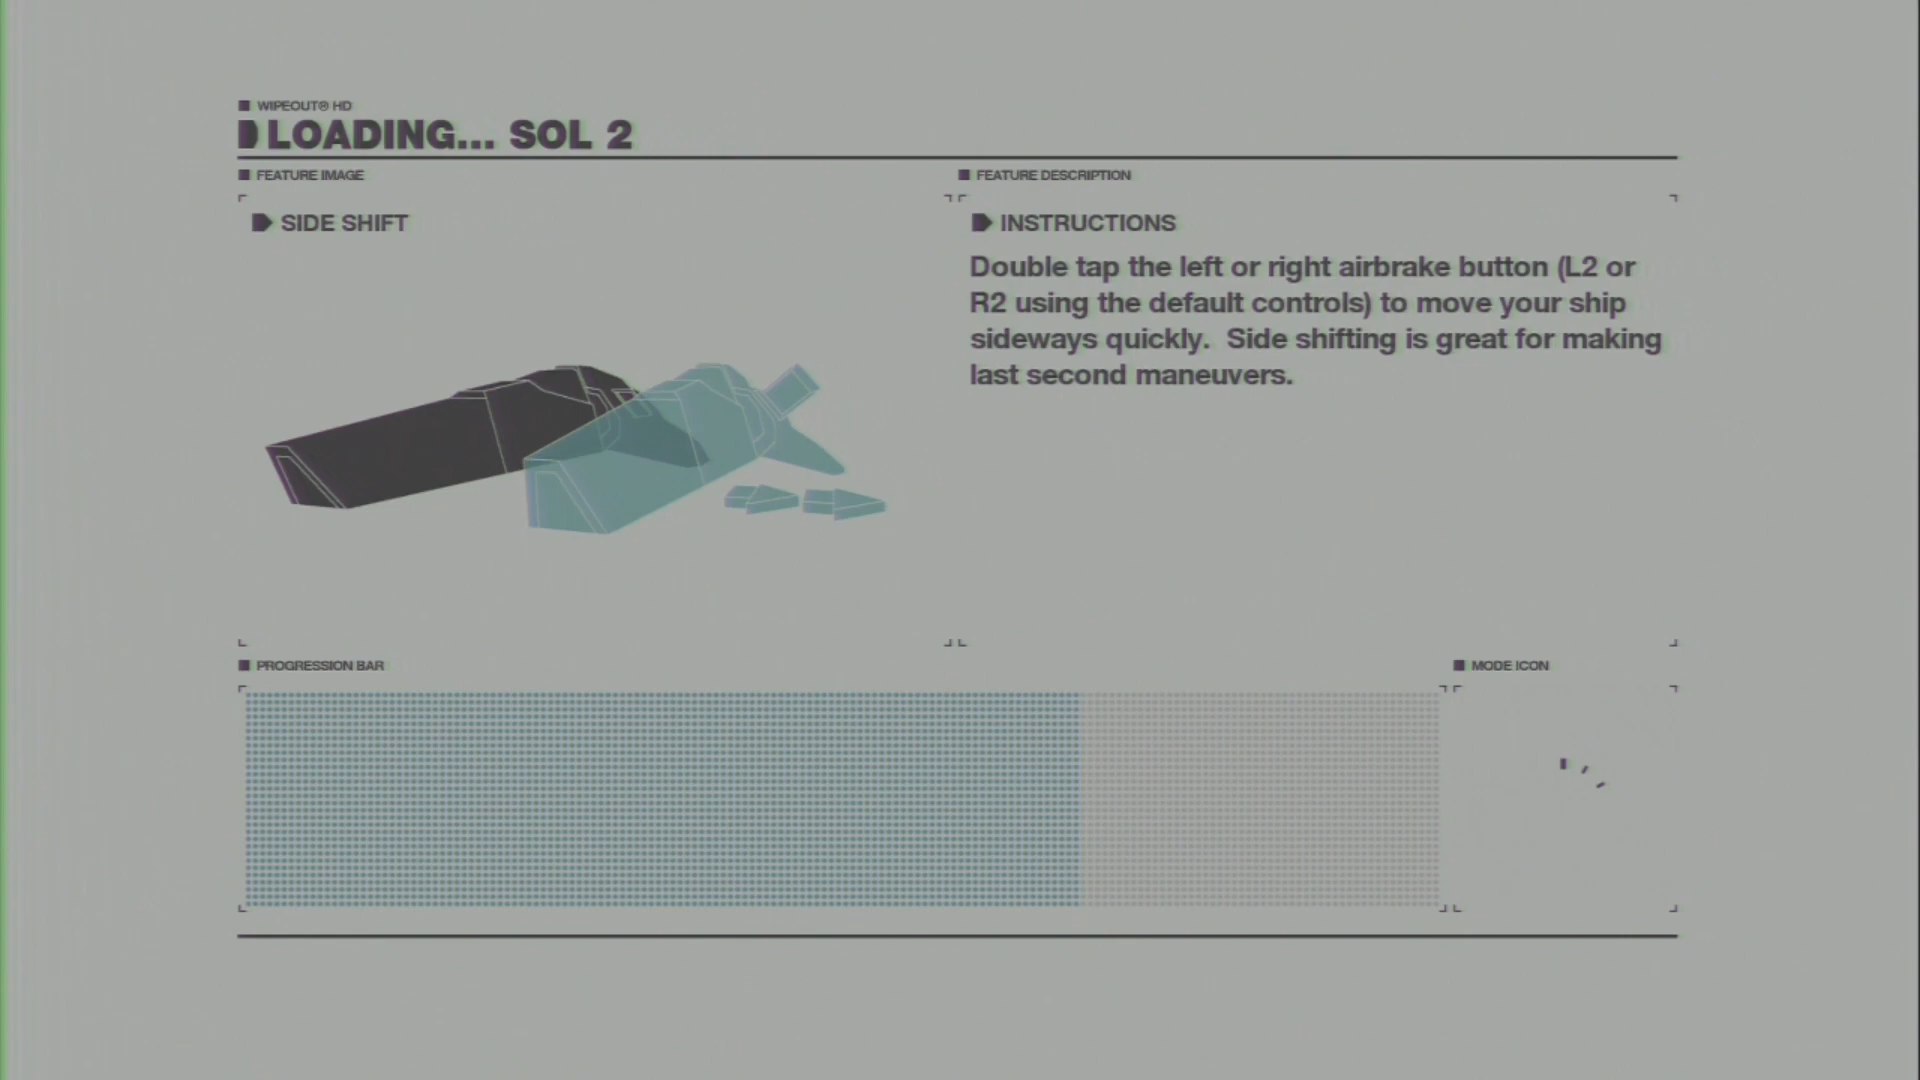 WIPEOUT® HD
LOADING... SOL 2
FEATURE IMAGE
FEATURE DESCRIPTION
SIDE SHIFT
INSTRUCTIONS
Double tap the left or right airbrake button (L2 or
R2 using the default controls) to move your ship
sideways quickly.  Side shifting is great for making
last second maneuvers.
PROGRESSION BAR
MODE ICON